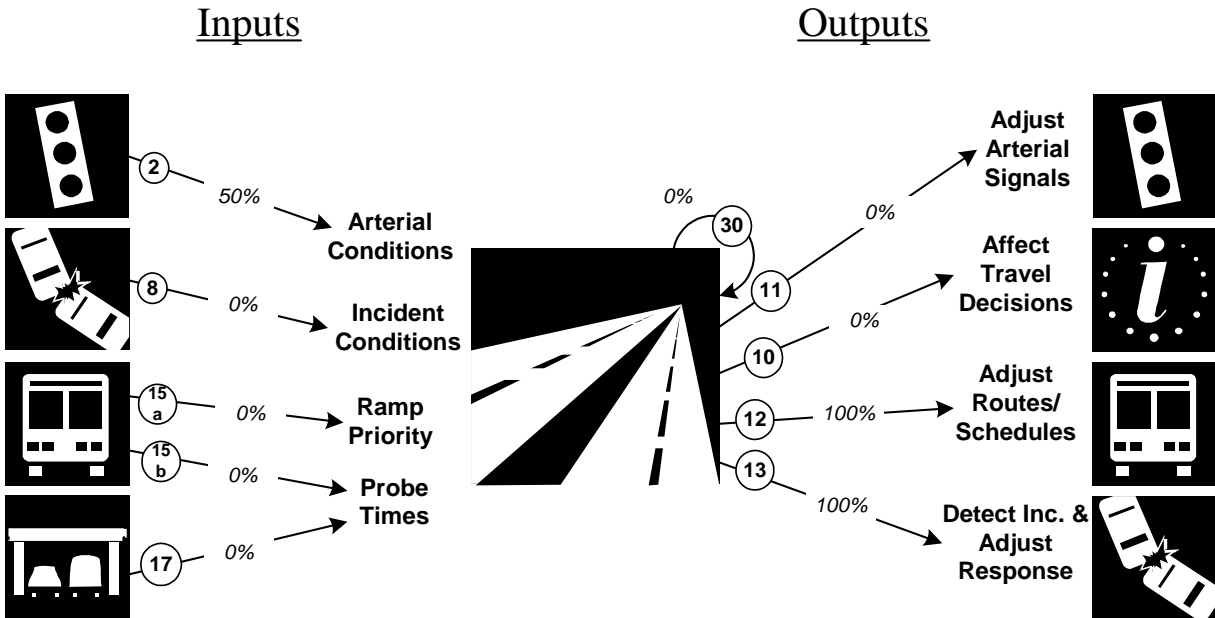 Inputs
Outputs
2
50%
Arterial
Conditions
8
0%
Incident
Conditions
15
a
0%
Ramp
Priority
15
b
0%
Probe
Times
17
0%
0%
30
11
0%
Adjust
Arterial
Signals
10
0%
Affect
Travel
Decisions
i
12
100%
Adjust
Routes/
Schedules
13
100%
Detect Inc. &
Adjust
Response